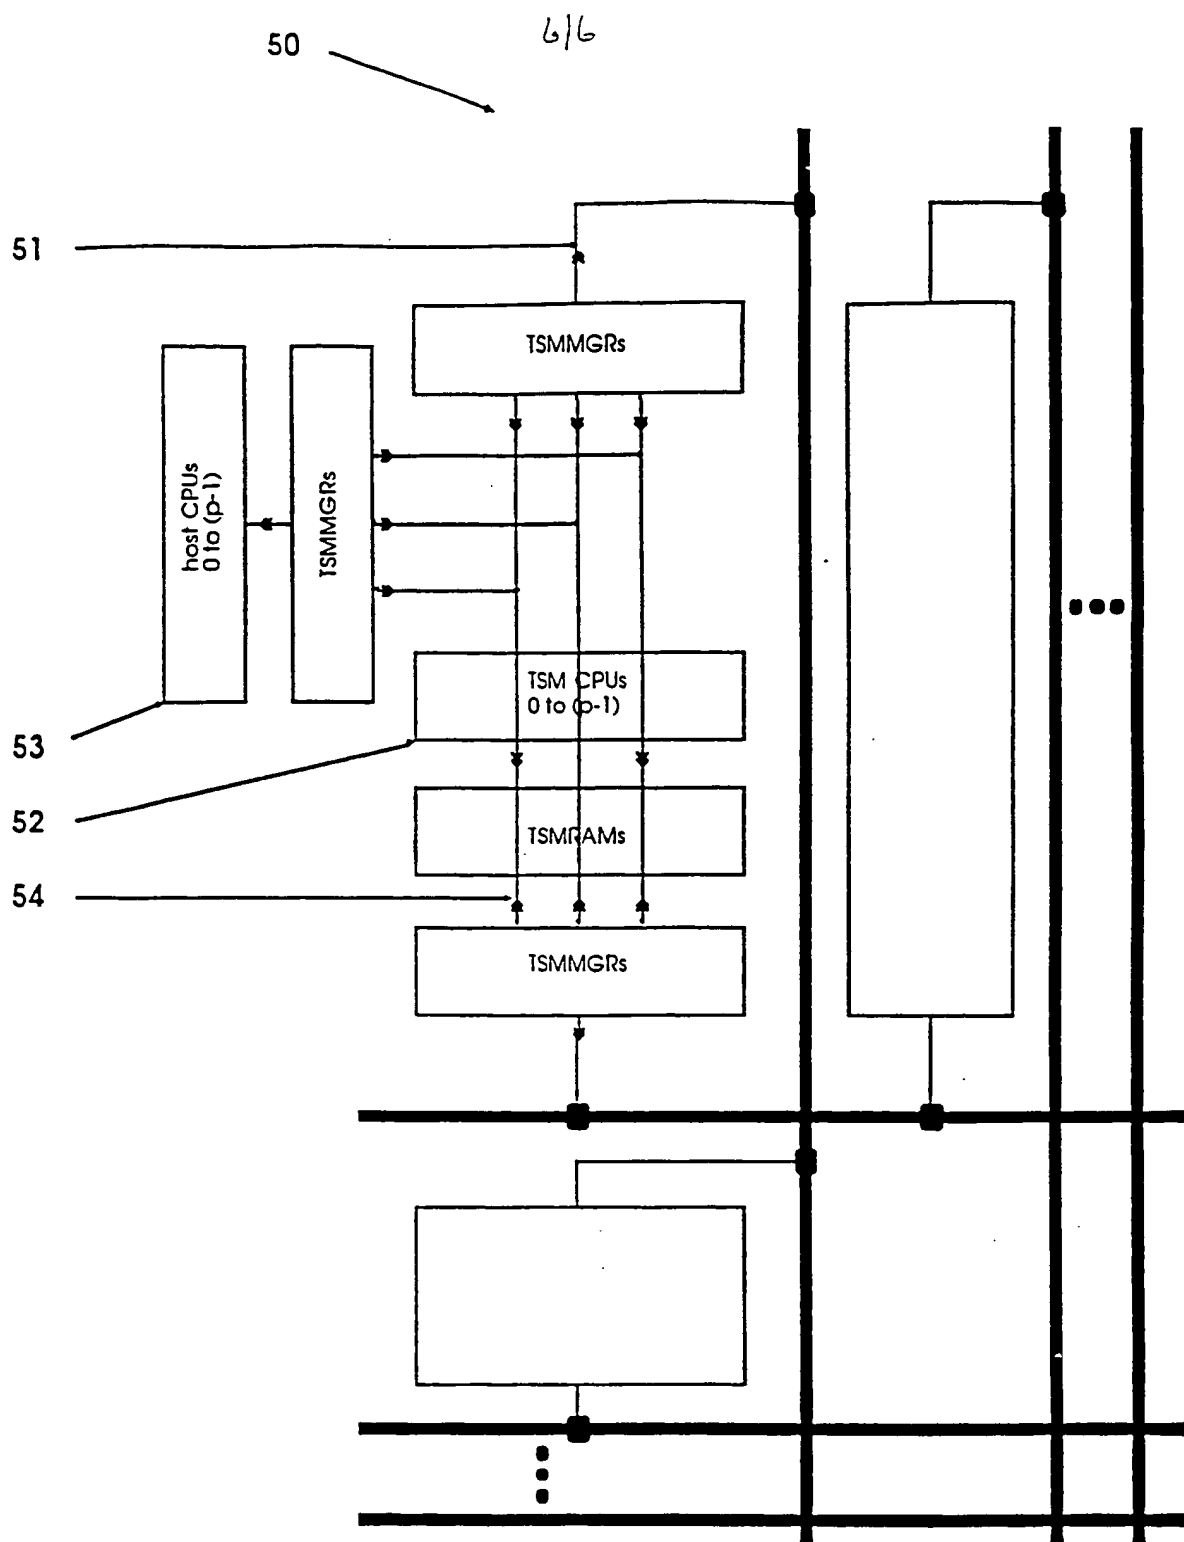 6/6
50
51
TSMMGRs
host CPUs
0 to (p-1)
TSMMGRs
TSM CPUs
0 to (p-1)
53
52
TSMRAMs
54
TSMMGRs